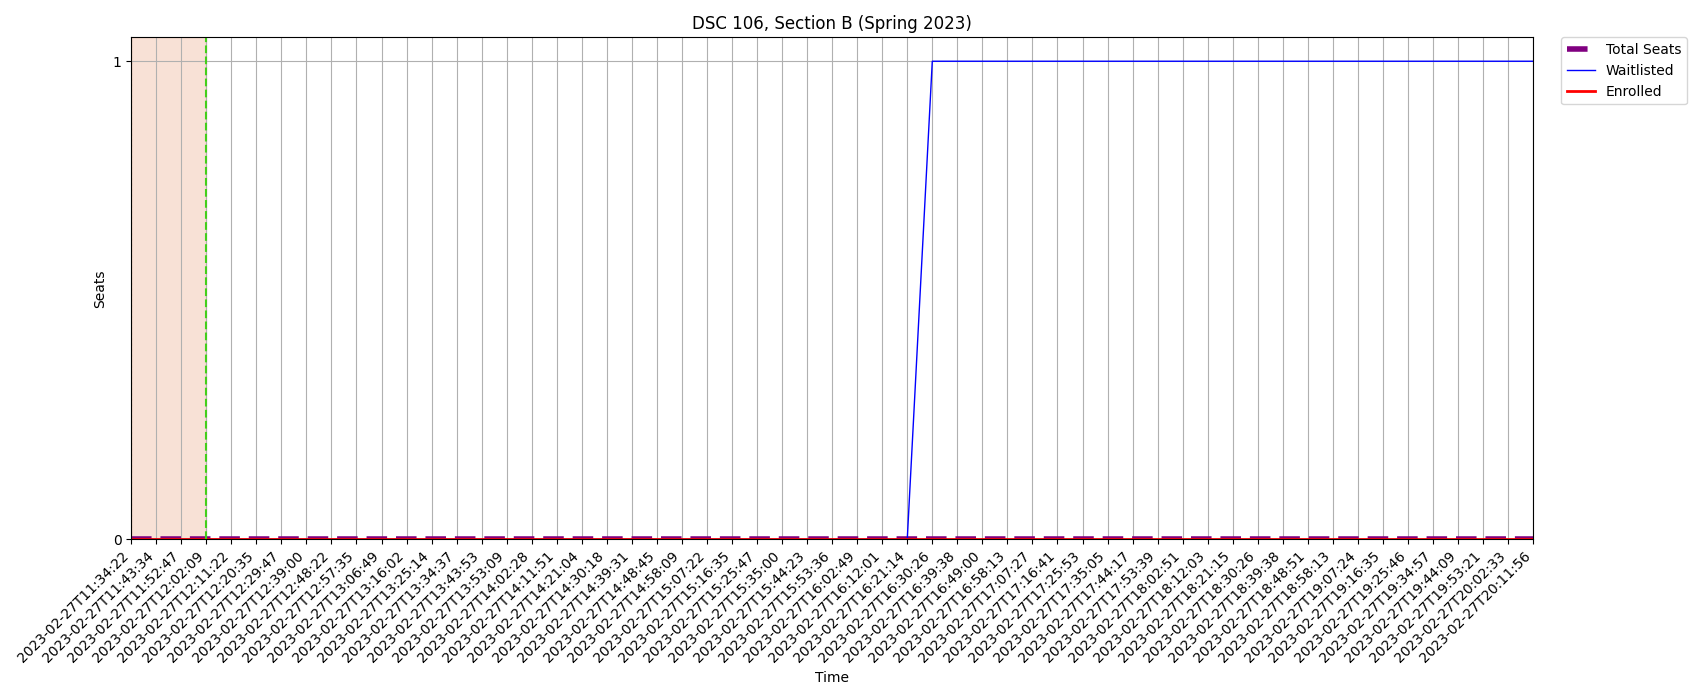 DSC 106, Section B (Spring 2023)
Total Seats
Waitlisted
Enrolled
Seats
1
0
2023-02-27T11:34:22
2023-02-27T11:43:34
2023-02-27T11:52:47
2023-02-27T12:02:09
2023-02-27T12:11:22
2023-02-27T12:20:35
2023-02-27T12:29:47
2023-02-27T12:39:00
2023-02-27T12:48:22
2023-02-27T12:57:35
2023-02-27T13:06:49
2023-02-27T13:16:02
2023-02-27T13:25:14
2023-02-27T13:34:37
2023-02-27T13:43:53
2023-02-27T13:53:09
2023-02-27T14:02:28
2023-02-27T14:11:51
2023-02-27T14:21:04
2023-02-27T14:30:18
2023-02-27T14:39:31
2023-02-27T14:48:45
2023-02-27T14:58:09
2023-02-27T15:07:22
2023-02-27T15:16:35
2023-02-27T15:25:47
2023-02-27T15:35:00
2023-02-27T15:44:23
2023-02-27T15:53:36
2023-02-27T16:02:49
2023-02-27T16:12:01
2023-02-27T16:21:14
2023-02-27T16:30:26
2023-02-27T16:39:38
2023-02-27T16:49:00
2023-02-27T16:58:13
2023-02-27T17:07:27
2023-02-27T17:16:41
2023-02-27T17:25:53
2023-02-27T17:35:05
2023-02-27T17:44:17
2023-02-27T17:53:39
2023-02-27T18:02:51
2023-02-27T18:12:03
2023-02-27T18:21:15
2023-02-27T18:30:26
2023-02-27T18:39:38
2023-02-27T18:48:51
2023-02-27T18:58:13
2023-02-27T19:07:24
2023-02-27T19:16:35
2023-02-27T19:25:46
2023-02-27T19:34:57
2023-02-27T19:44:09
2023-02-27T19:53:21
2023-02-27T20:02:33
2023-02-27T20:11:56
Time